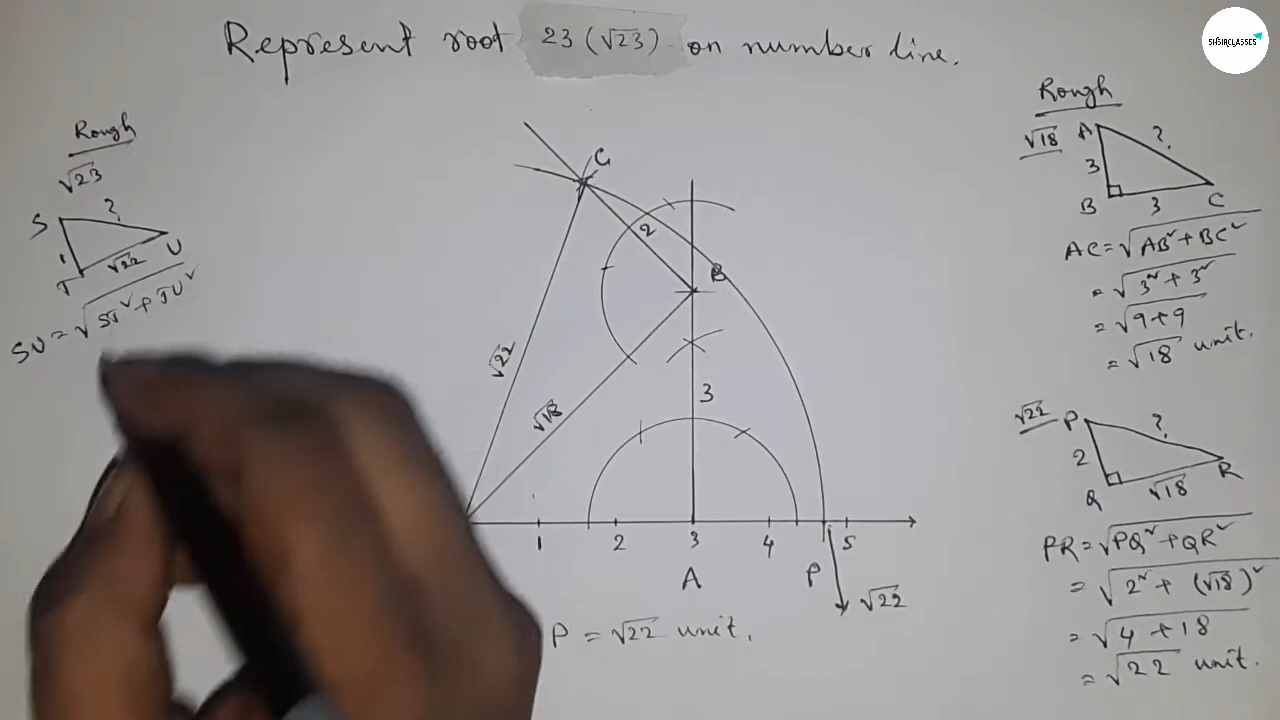 Represent root 23 (√23) on number line.
SHSIRCLASSES
Rough
√23
S
?
1
T
√22
U
SU = √ST² + TU²
C
2
B
√22
√18
3
1 2 3 4 5
A
P
√22
P = √22 unit.
Rough
√18
A
?
3
B
3
C
AC = √AB² + BC²
= √3² + 3²
= √9 + 9
= √18 unit.
√22
P
?
2
Q
√18
R
PR = √PQ² + QR²
= √2² + (√18)²
= √4 + 18
= √22 unit.